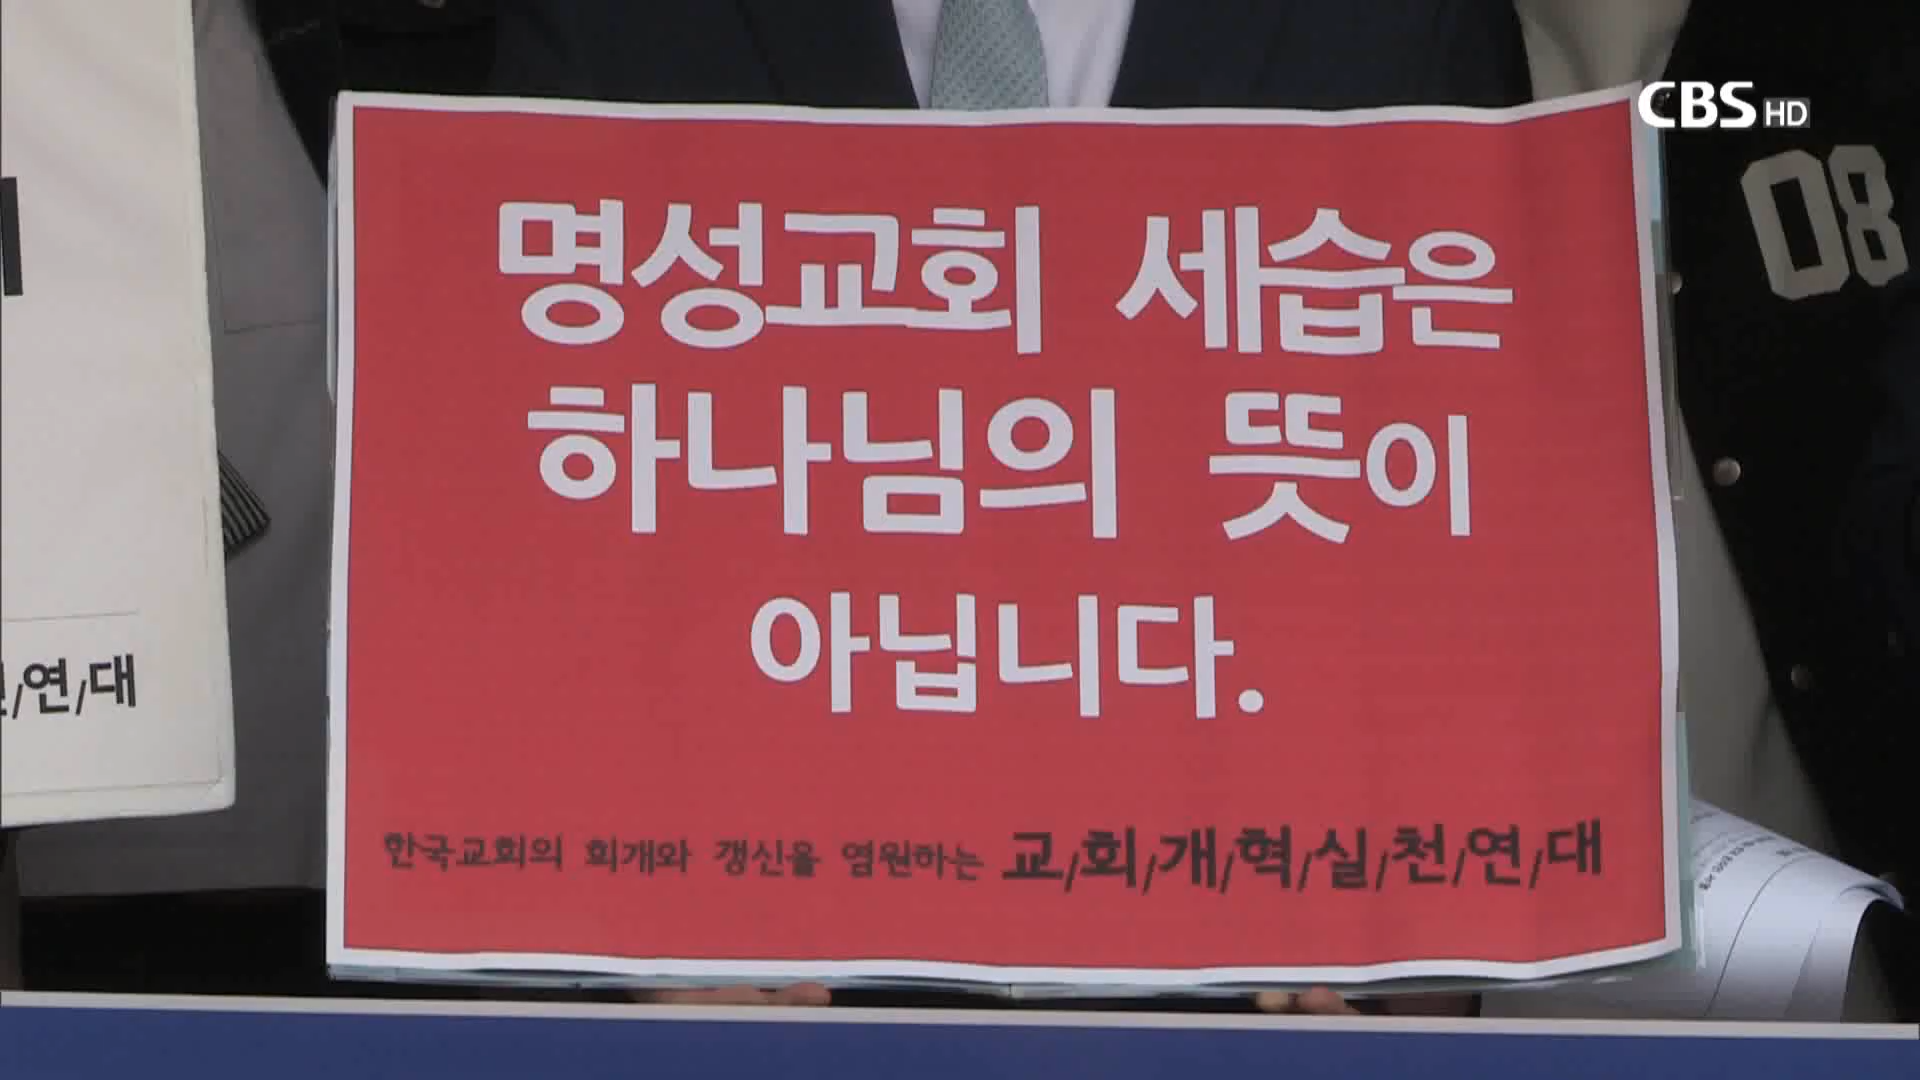 CBS HD
08
명성교회 세습은
하나님의 뜻이
아닙니다.
한국교회의 회개와 갱신을 염원하는 교/회/개/혁/실/천/연/대
/연/대